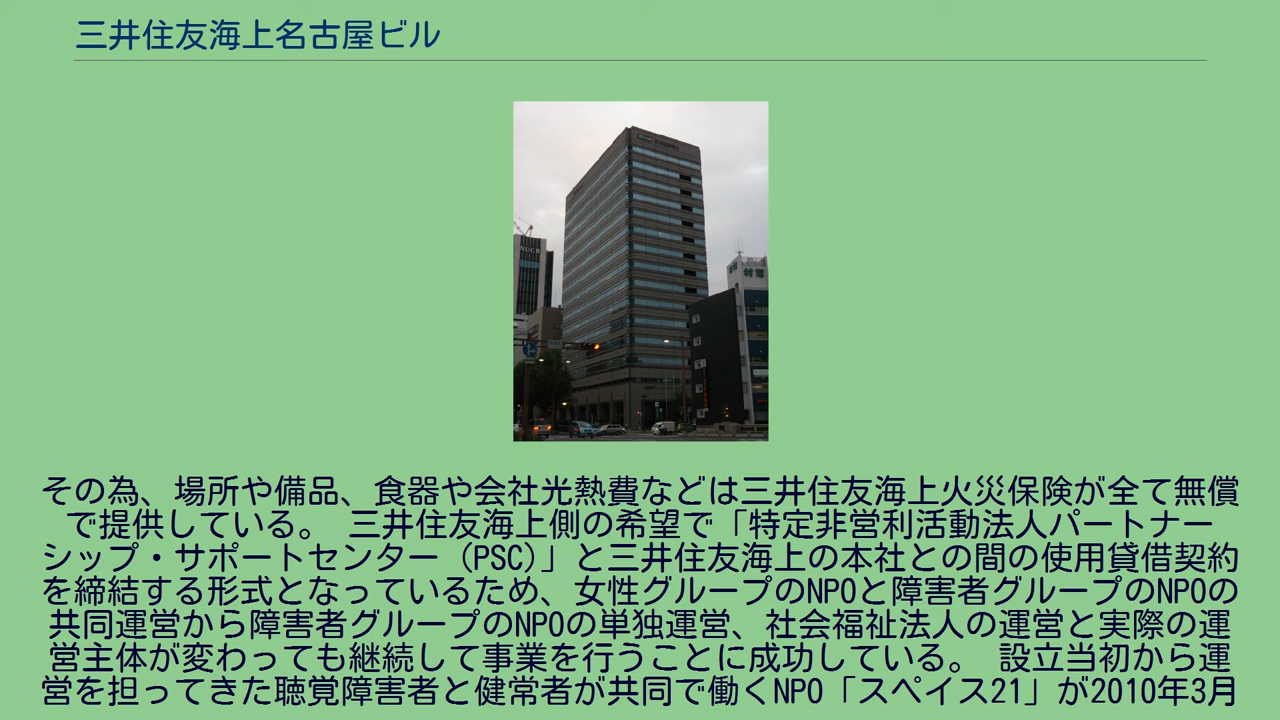 三井住友海上名古屋ビル
NUCB
その為、場所や備品、食器や会社光熱費などは三井住友海上火災保険が全て無償
で提供している。 三井住友海上側の希望で「特定非営利活動法人パートナー
シップ・サポートセンター（PSC）」と三井住友海上の本社との間の使用貸借契約
を締結する形式となっているため、女性グループのNPOと障害者グループのNPOの
共同運営から障害者グループのNPOの単独運営、社会福祉法人の運営と実際の運
営主体が変わっても継続して事業を行うことに成功している。 設立当初から運
営を担ってきた聴覚障害者と健常者が共同で働くNPO「スペイス21」が2010年3月